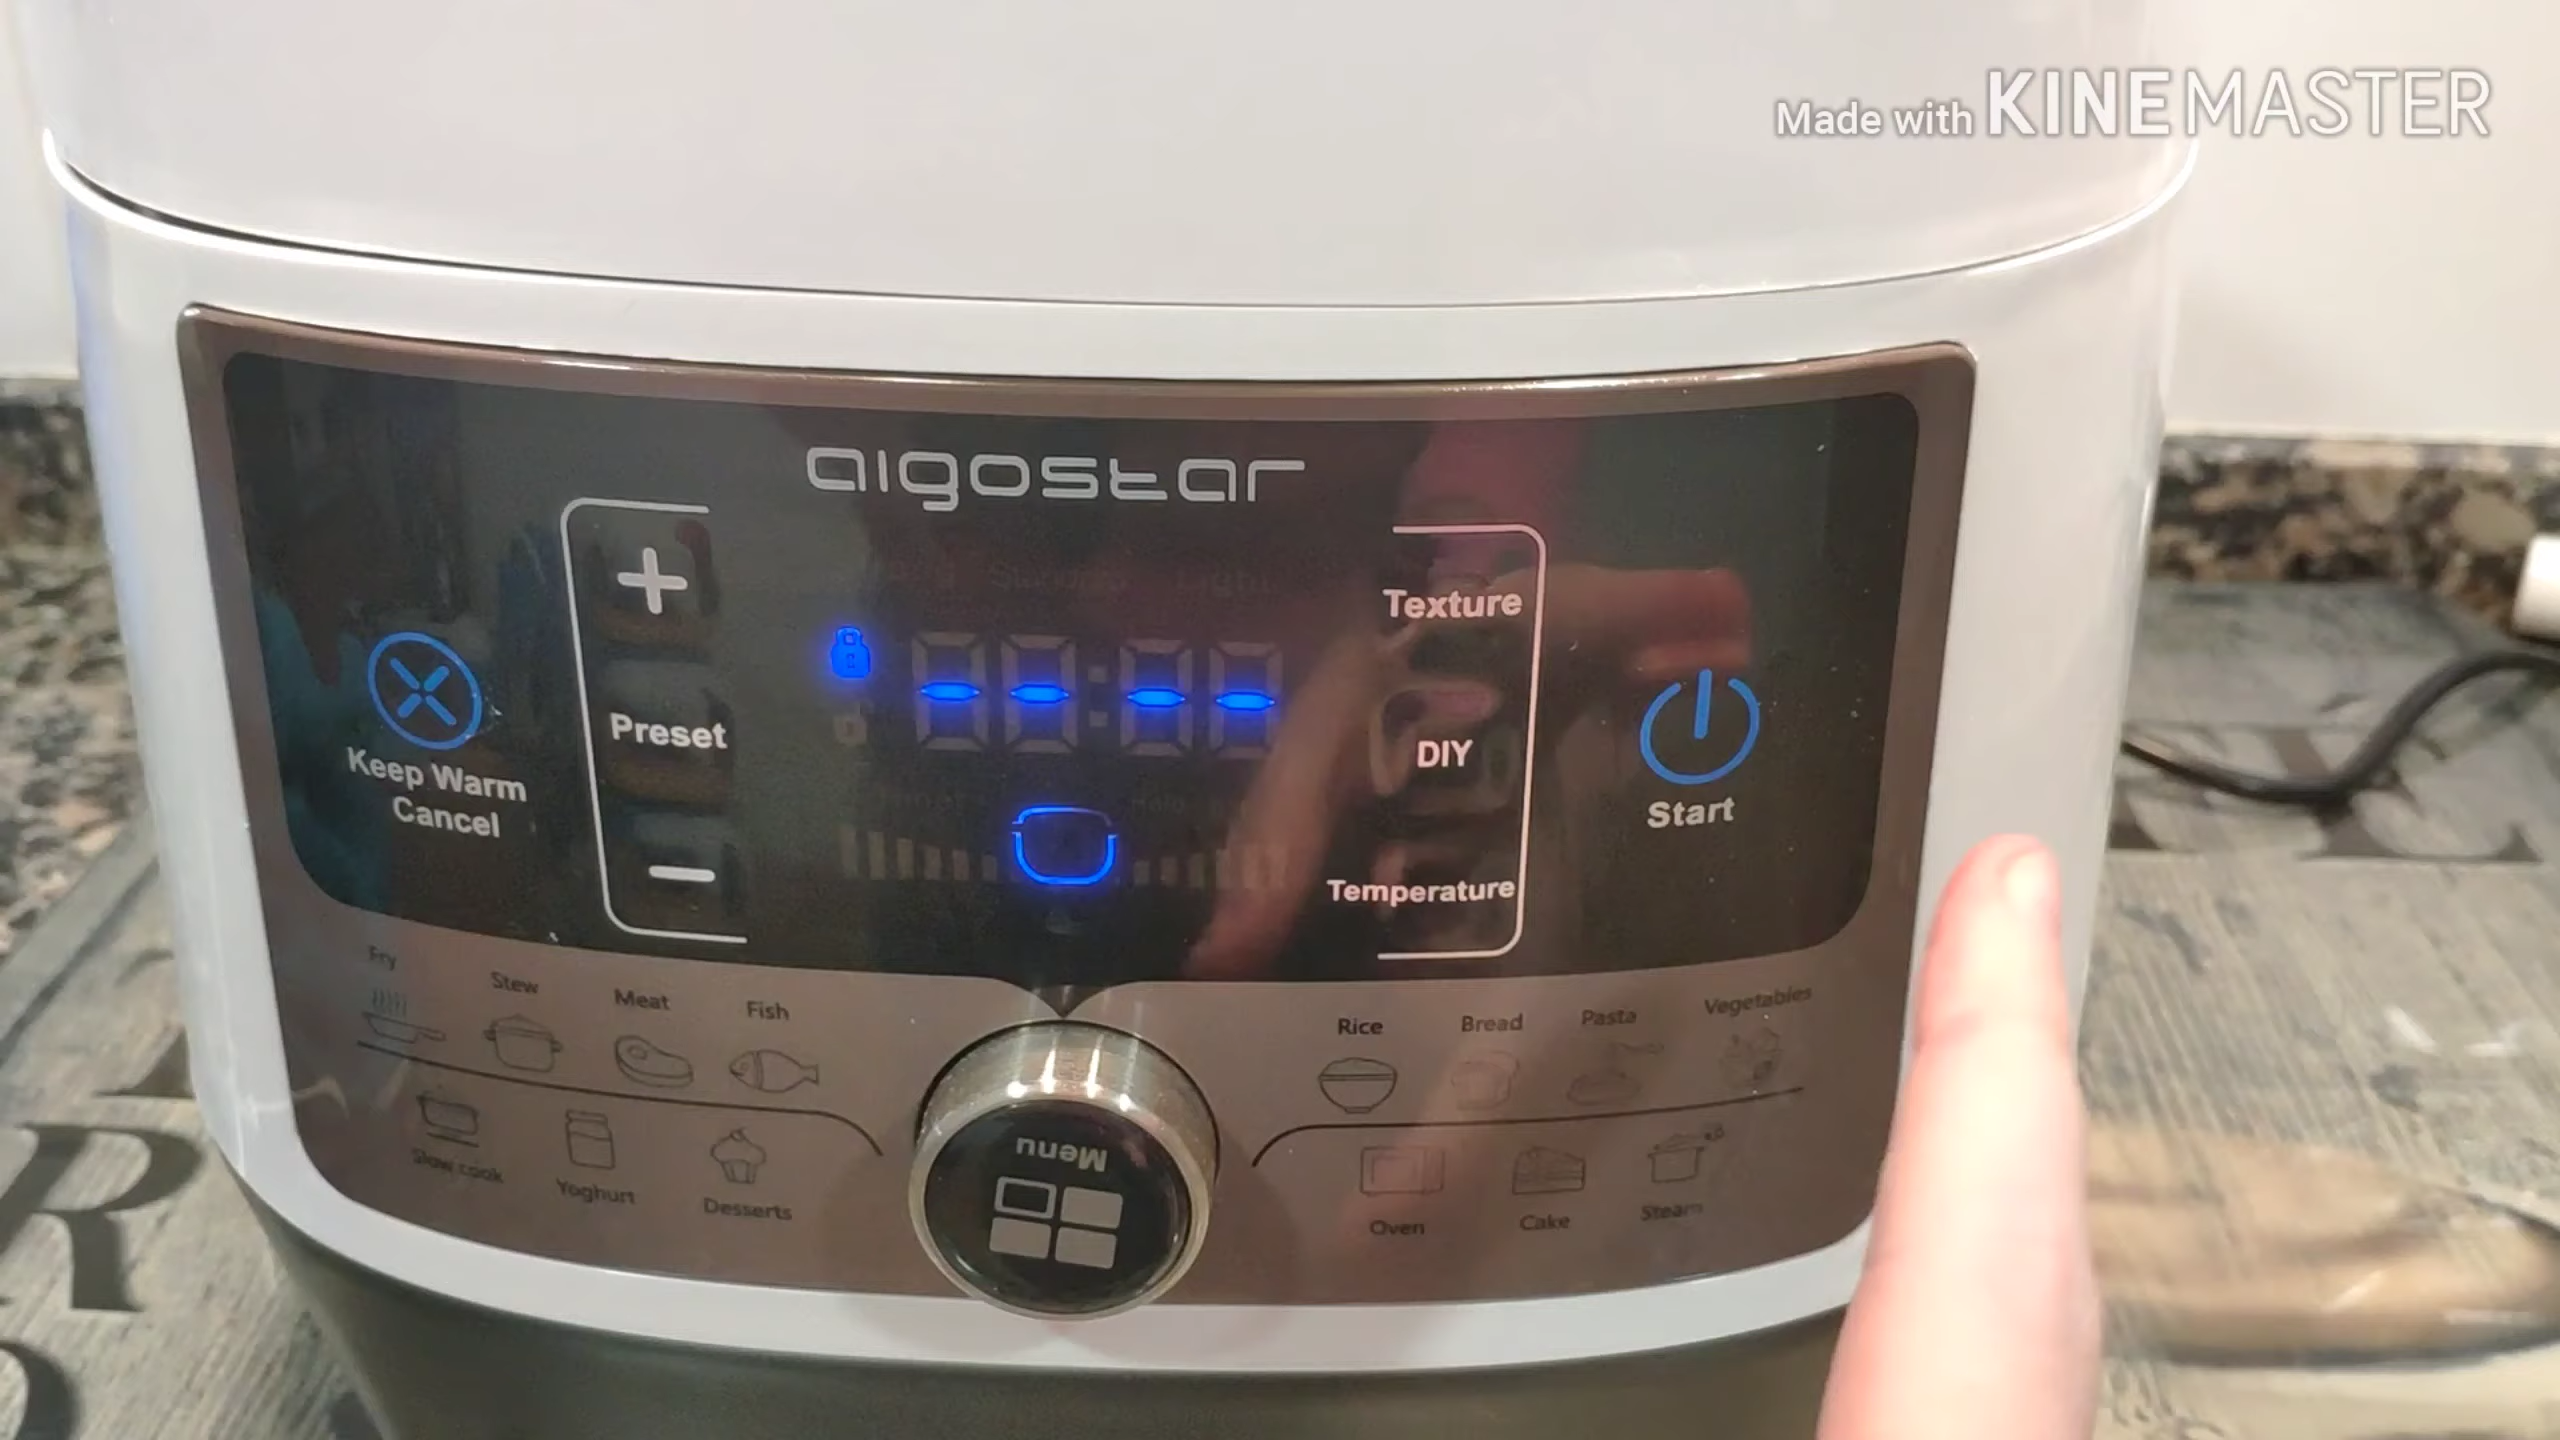 Made with KINEMASTER
aigostar
Texture
Preset
DIY
Keep Warm
Cancel
Start
Temperature
Fry
Stew
Meat
Fish
Rice
Bread
Pasta
Vegetables
Menu
Slow cook
Yoghurt
Desserts
Oven
Cake
Steam